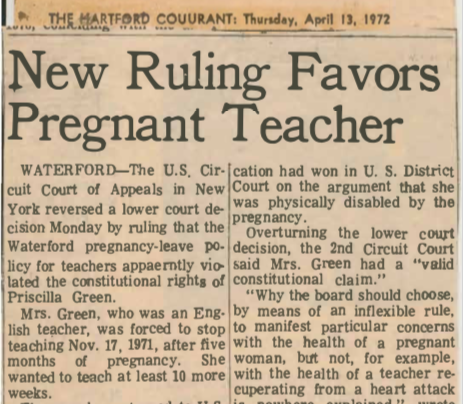 THE HARTFORD COUURANT: Thursday, April 13, 1972
New Ruling Favors
Pregnant Teacher
WATERFORD—The U.S. Cir-
cuit Court of Appeals in New
York reversed a lower court de-
cision Monday by ruling that the
Waterford pregnancy-leave po-
licy for teachers appaerntly vio-
lated the constitutional rights of
Priscilla Green.
Mrs. Green, who was an Eng-
lish teacher, was forced to stop
teaching Nov. 17, 1971, after five
months of pregnancy. She
wanted to teach at least 10 more
weeks.
cation had won in U. S. District
Court on the argument that she
was physically disabled by the
pregnancy.
Overturning the lower court
decision, the 2nd Circuit Court
said Mrs. Green had a "valid
constitutional claim."
"Why the board should choose,
by means of an inflexible rule,
to manifest particular concerns
with the health of a pregnant
woman, but not, for example,
with the health of a teacher re-
cuperating from a heart attack